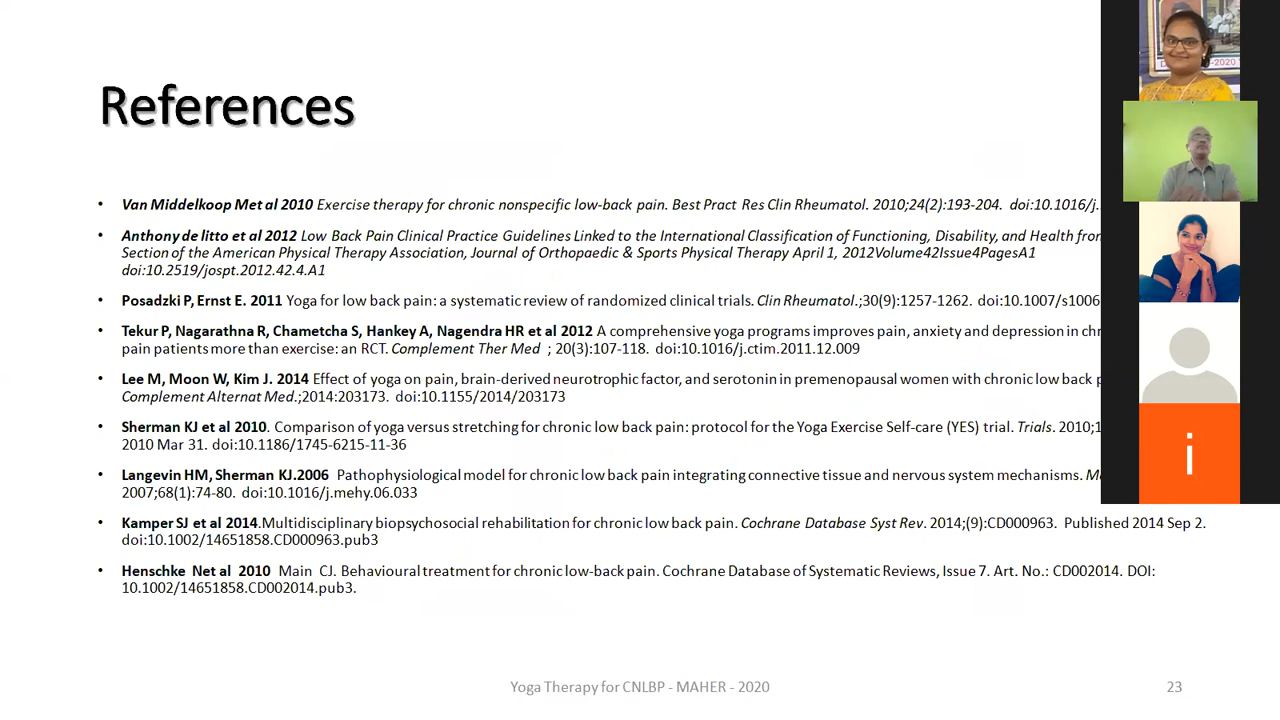 References
• Van Middelkoop Met al 2010 Exercise therapy for chronic nonspecific low-back pain. Best Pract Res Clin Rheumatol. 2010;24(2):193-204. doi:10.1016/j.
• Anthony de litto et al 2012 Low Back Pain Clinical Practice Guidelines Linked to the International Classification of Functioning, Disability, and Health from
Section of the American Physical Therapy Association, Journal of Orthopaedic & Sports Physical Therapy April 1, 2012Volume42Issue4PagesA1
doi:10.2519/jospt.2012.42.4.A1
• Posadzki P, Ernst E. 2011 Yoga for low back pain: a systematic review of randomized clinical trials. Clin Rheumatol.;30(9):1257-1262. doi:10.1007/s1006
• Tekur P, Nagarathna R, Chametcha S, Hankey A, Nagendra HR et al 2012 A comprehensive yoga programs improves pain, anxiety and depression in chr
pain patients more than exercise: an RCT. Complement Ther Med ; 20(3):107-118. doi:10.1016/j.ctim.2011.12.009
• Lee M, Moon W, Kim J. 2014 Effect of yoga on pain, brain-derived neurotrophic factor, and serotonin in premenopausal women with chronic low back p
Complement Alternat Med.;2014:203173. doi:10.1155/2014/203173
• Sherman KJ et al 2010. Comparison of yoga versus stretching for chronic low back pain: protocol for the Yoga Exercise Self-care (YES) trial. Trials. 2010;1
2010 Mar 31. doi:10.1186/1745-6215-11-36
• Langevin HM, Sherman KJ.2006 Pathophysiological model for chronic low back pain integrating connective tissue and nervous system mechanisms. M
2007;68(1):74-80. doi:10.1016/j.mehy.06.033
• Kamper SJ et al 2014.Multidisciplinary biopsychosocial rehabilitation for chronic low back pain. Cochrane Database Syst Rev. 2014;(9):CD000963. Published 2014 Sep 2.
doi:10.1002/14651858.CD000963.pub3
• Henschke Net al 2010 Main CJ. Behavioural treatment for chronic low-back pain. Cochrane Database of Systematic Reviews, Issue 7. Art. No.: CD002014. DOI:
10.1002/14651858.CD002014.pub3.
Yoga Therapy for CNLBP - MAHER - 2020
23
i